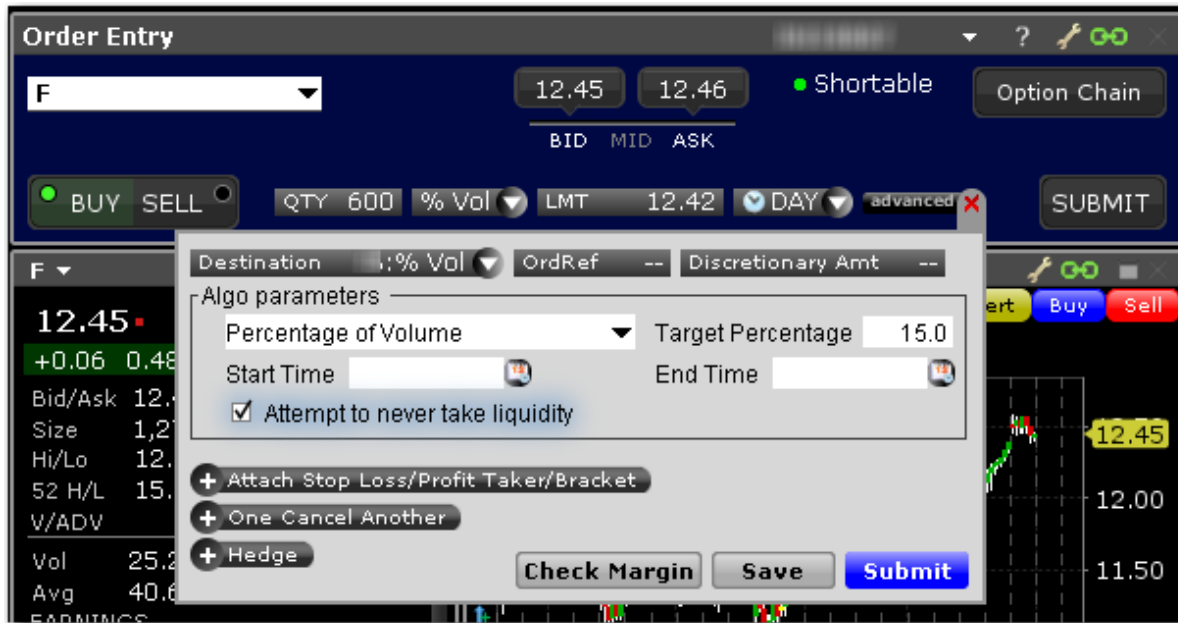 Order Entry ?
F 12.45 12.46 Shortable Option Chain
BID MID ASK
BUY SELL QTY 600 % Vol LMT 12.42 DAY advanced SUBMIT
F
Destination :% Vol OrdRef -- Discretionary Amt --
Algo parameters
12.45 Buy Sell
Percentage of Volume Target Percentage 15.0
+0.06 0.48
Start Time End Time
Bid/Ask 12.
Attempt to never take liquidity
Size 1,2
12.45
Hi/Lo 12.
+ Attach Stop Loss/Profit Taker/Bracket
52 H/L 15.
12.00
+ One Cancel Another
V/ADV
+ Hedge
Vol 25.2
Check Margin Save Submit
11.50
Avg 40.6
EARNINGS